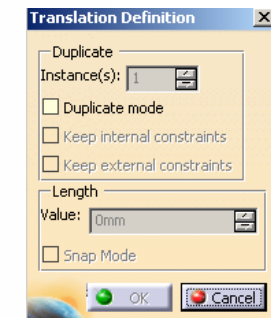 Translation Definition
Duplicate
Instance(s): 1
Duplicate mode
Keep internal constraints
Keep external constraints
Length
Value: 0mm
Snap Mode
OK Cancel